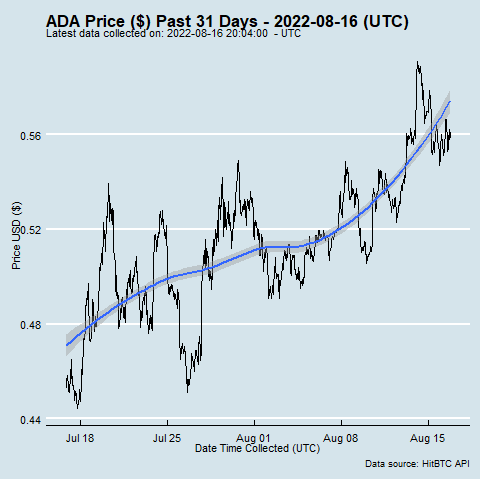 ADA Price ($) Past 31 Days - 2022-08-16 (UTC)
Latest data collected on: 2022-08-16 20:04:00 - UTC
Price USD ($)
0.56
0.52
0.48
0.44
Jul 18 Jul 25 Aug 01 Aug 08 Aug 15
Date Time Collected (UTC)
Data source: HitBTC API